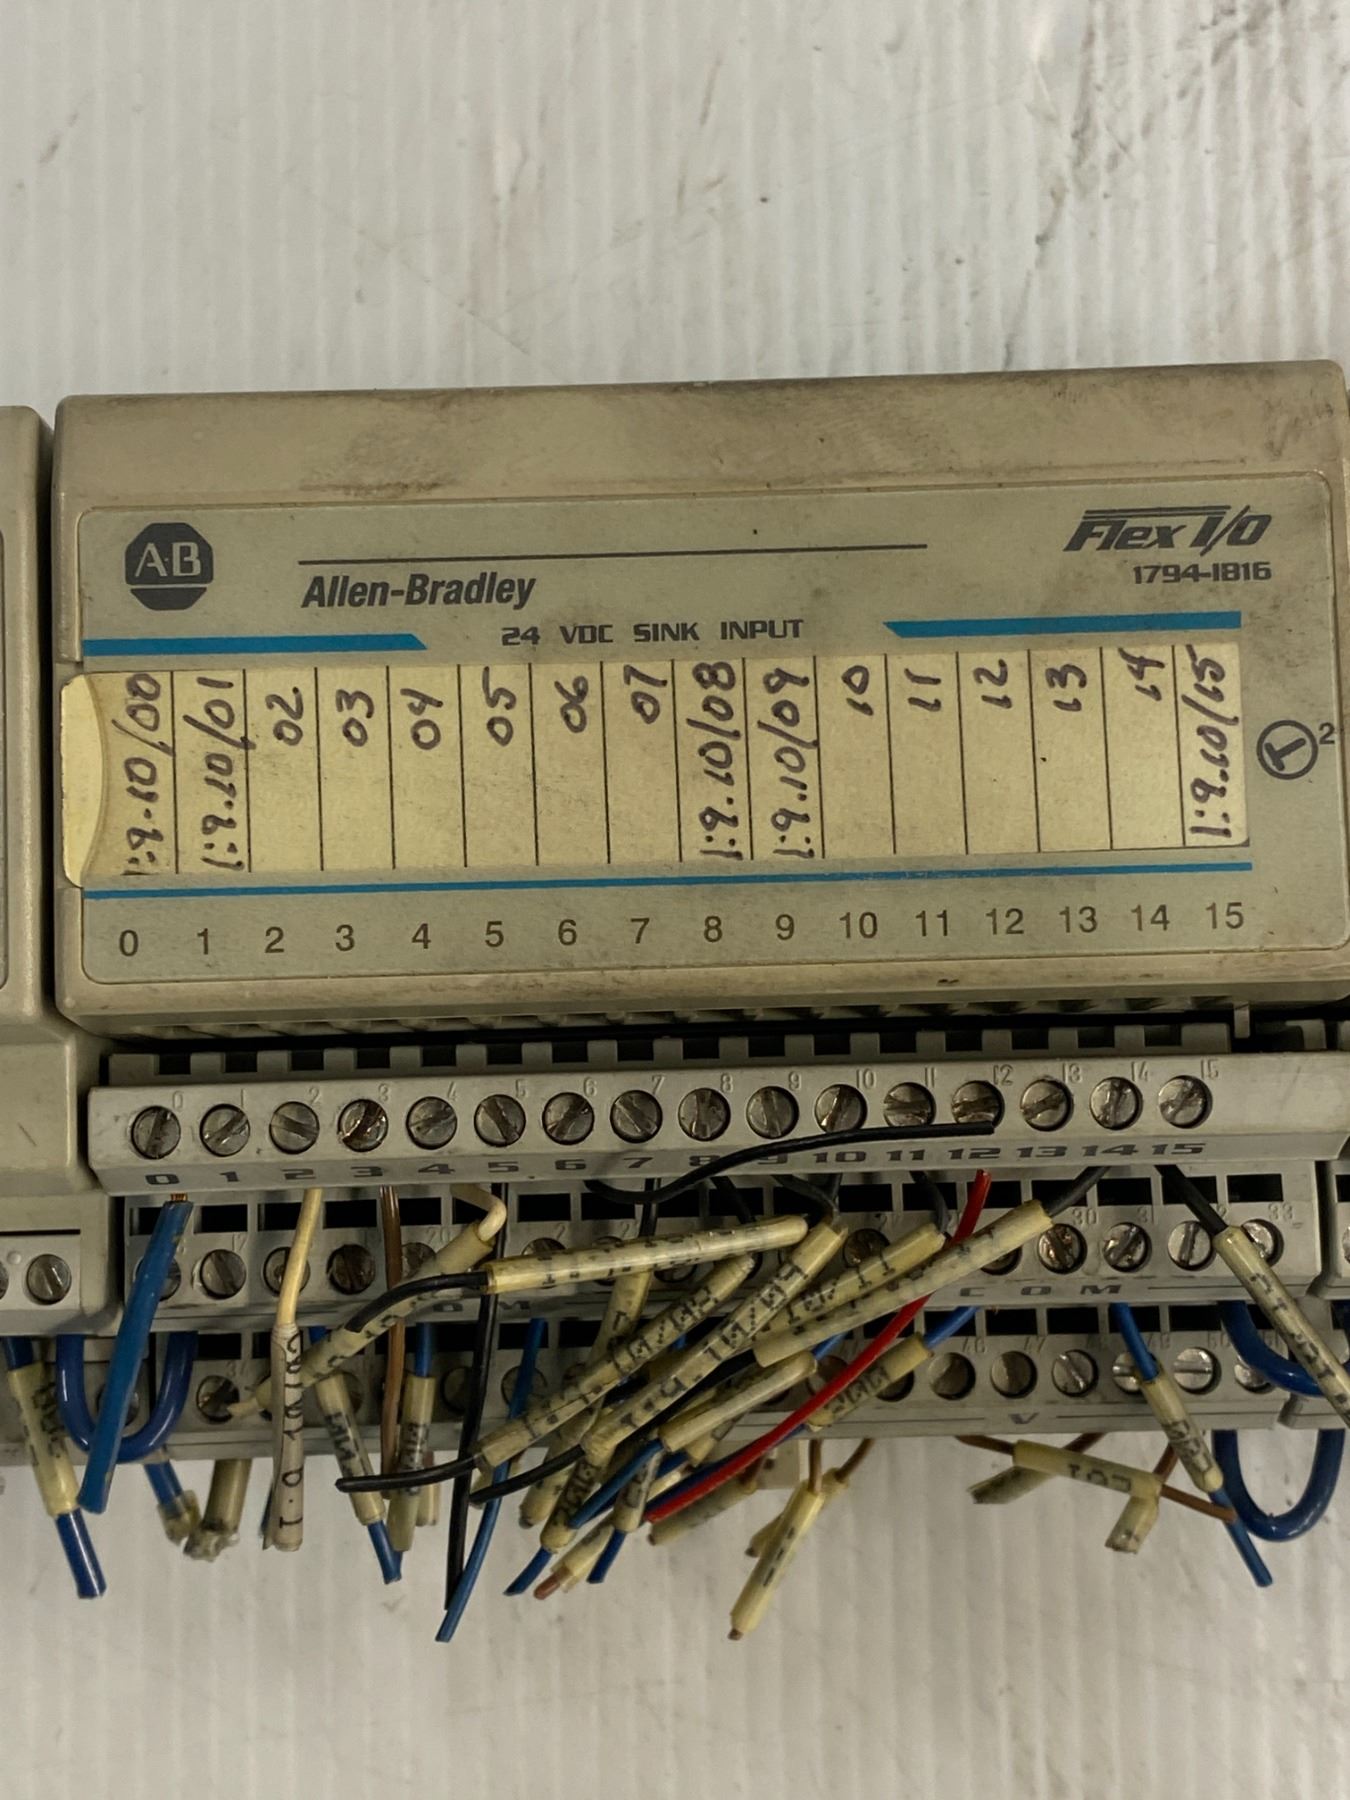 A·B
Allen-Bradley
Flex I/O
1794-IB16
24 VDC SINK INPUT
I:9.10/00 I:9.10/01 02 03 04 05 06 07 I:9.10/08 I:9.10/09 10 11 12 13 14 I:9.10/15
T 2
0 1 2 3 4 5 6 7 8 9 10 11 12 13 14 15
0 1 2 3 4 5 6 7 8 9 10 11 12 13 14 15
0 1 2 3 4 5 6 7 8 9 10 11 12 13 14 15
30 31 33
COM
V